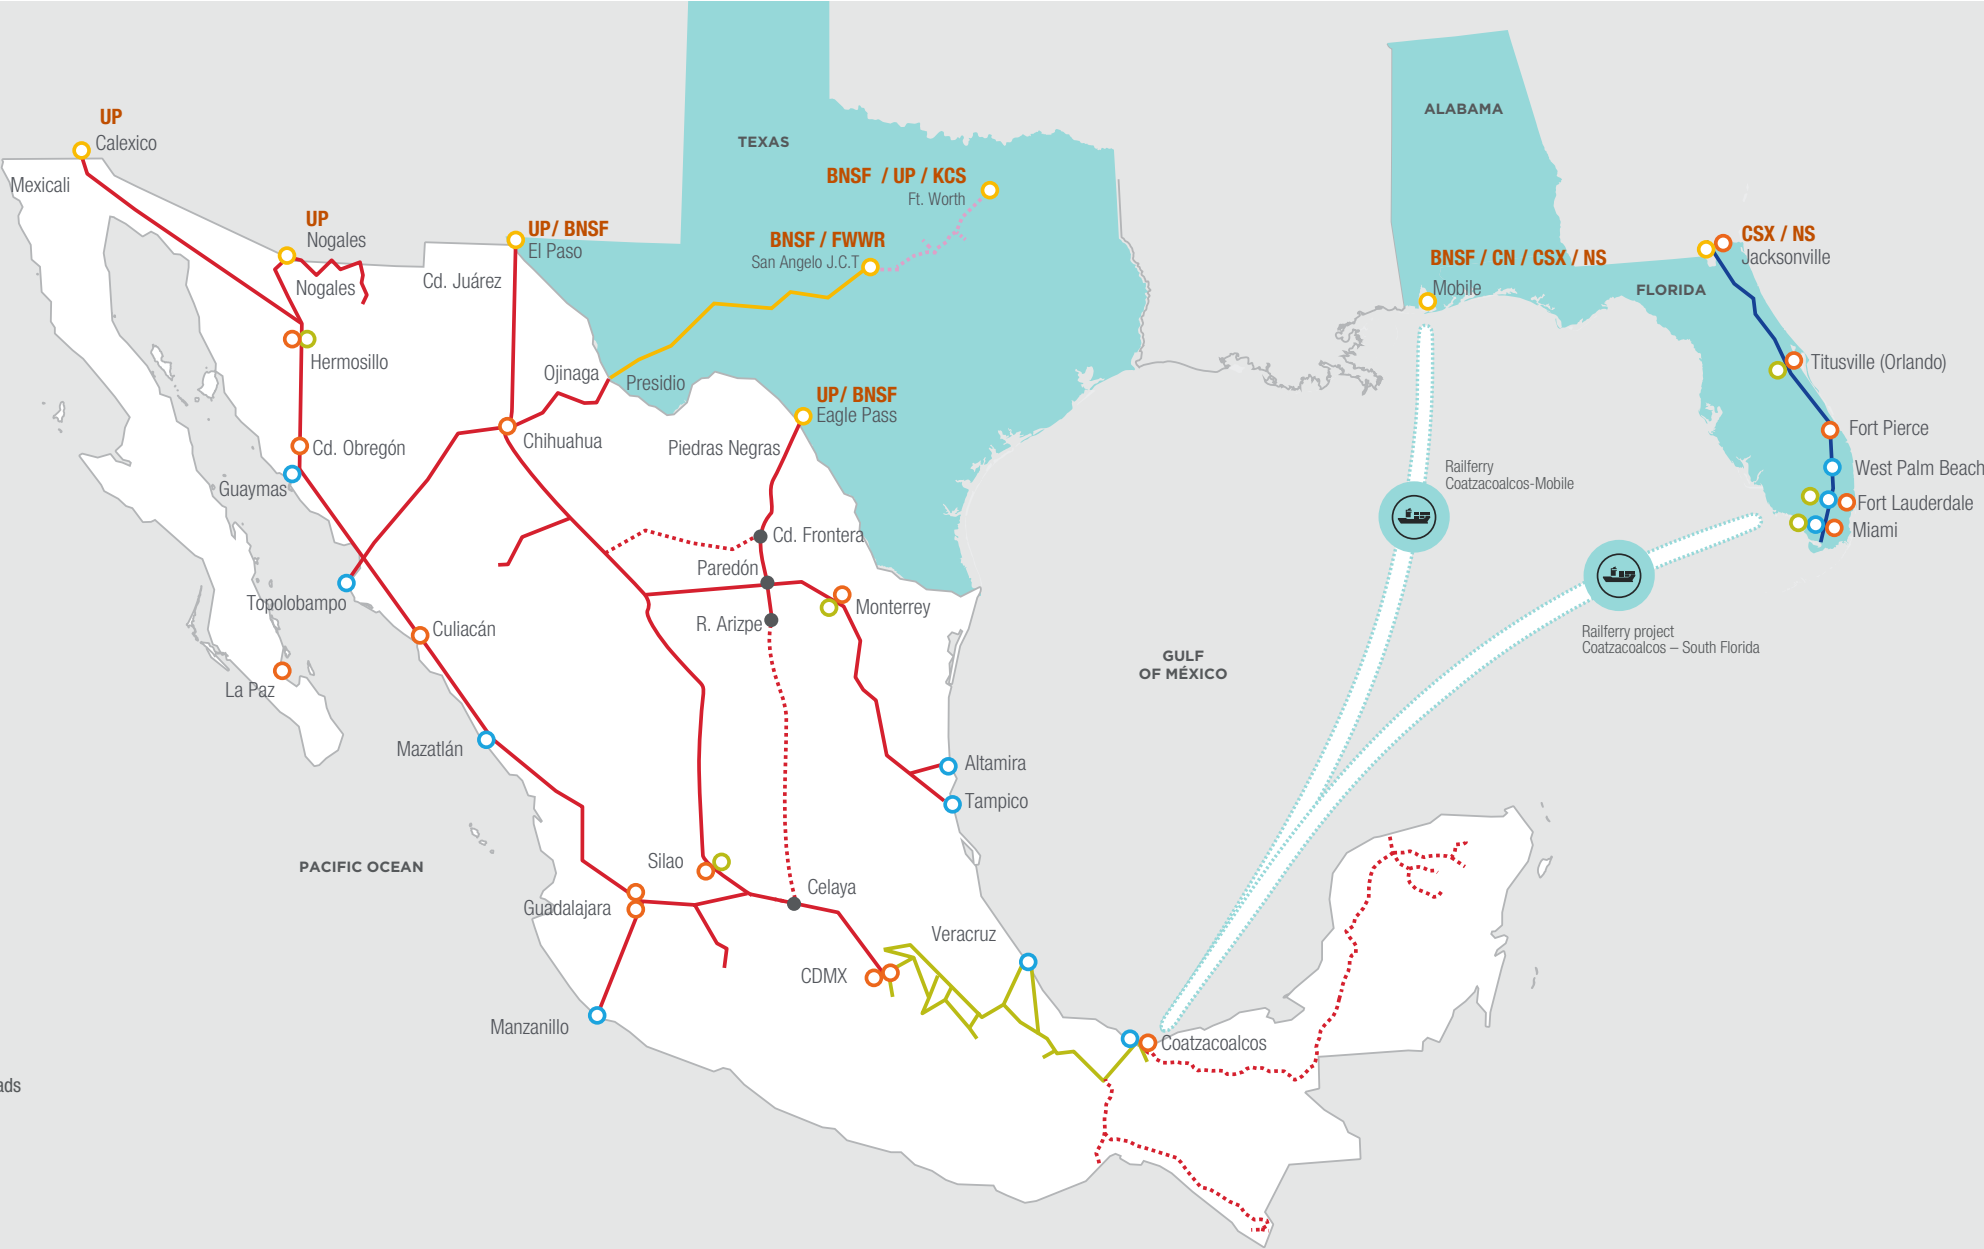 UP
Calexico
Mexicali
UP
Nogales
Nogales
UP/ BNSF
El Paso
Cd. Juárez
TEXAS
BNSF / UP / KCS
Ft. Worth
BNSF / FWWR
San Angelo J.C.T
ALABAMA
BNSF / CN / CSX / NS
Mobile
FLORIDA
CSX / NS
Jacksonville
Titusville (Orlando)
Fort Pierce
West Palm Beach
Fort Lauderdale
Miami
Hermosillo
Ojinaga
Presidio
UP/ BNSF
Eagle Pass
Piedras Negras
Chihuahua
Cd. Obregón
Guaymas
Railferry
Coatzacoalcos-Mobile
Cd. Frontera
Paredón
R. Arizpe
Monterrey
Topolobampo
Culiacán
La Paz
Railferry project
Coatzacoalcos – South Florida
GULF
OF MÉXICO
Mazatlán
Altamira
Tampico
PACIFIC OCEAN
Silao
Celaya
Guadalajara
Veracruz
CDMX
Manzanillo
Coatzacoalcos
ads